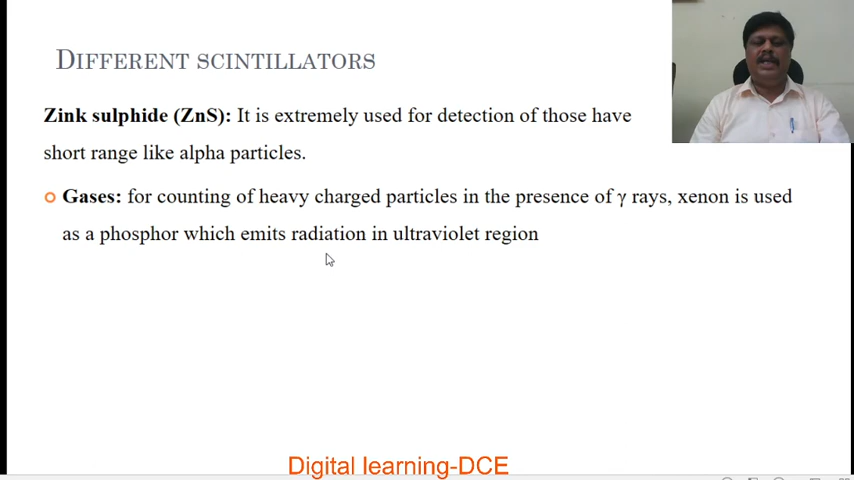 DIFFERENT SCINTILLATORS
Zink sulphide (ZnS): It is extremely used for detection of those have
short range like alpha particles.
Gases: for counting of heavy charged particles in the presence of γ rays, xenon is used
as a phosphor which emits radiation in ultraviolet region
Digital learning-DCE